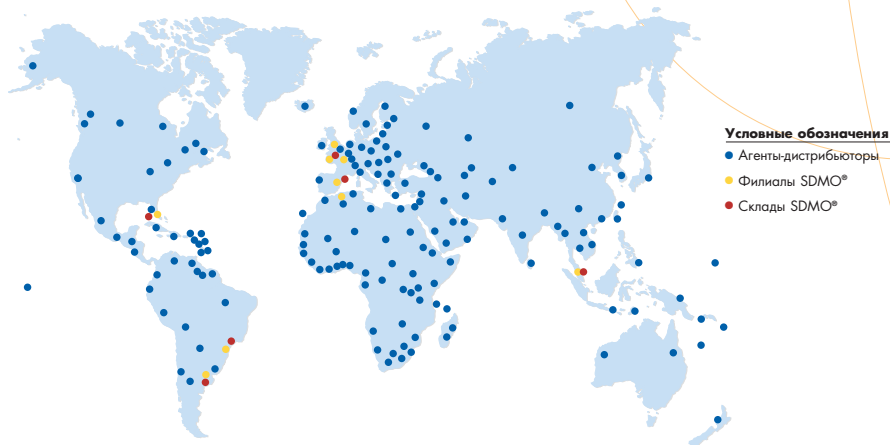 Условные обозначения
Агенты-дистрибьюторы
Филиалы SDMO®
Склады SDMO®